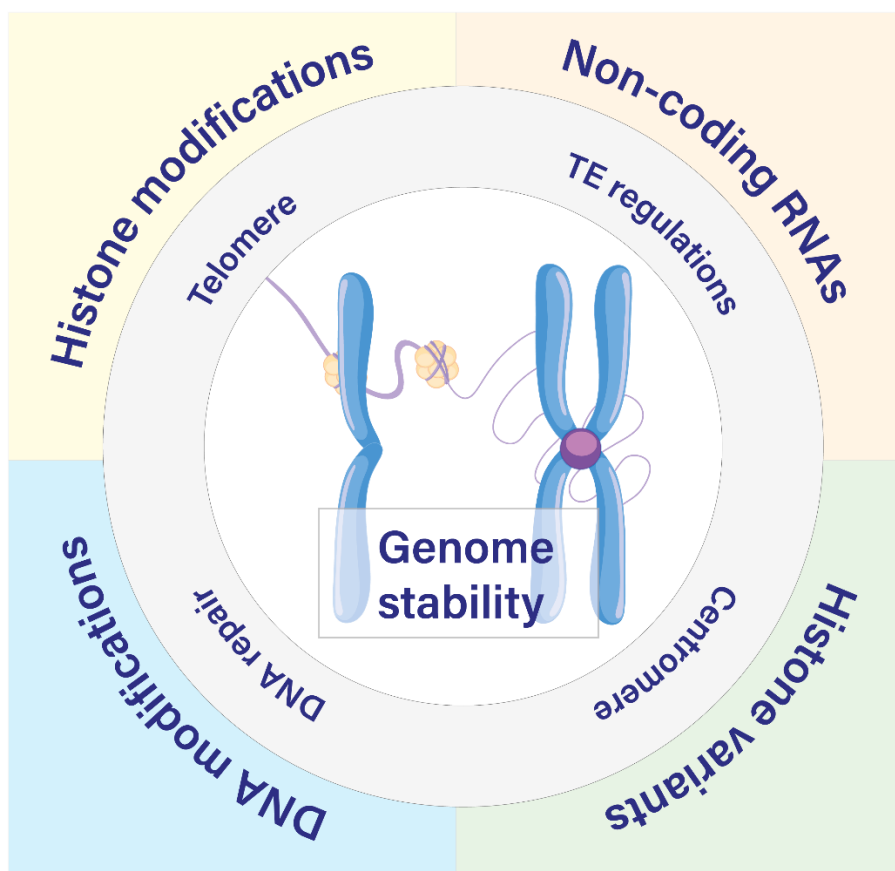 Histone modifications
Non-coding RNAs
Telomere
TE regulations
Genome
stability
DNA repair
Centromere
DNA modifications
Histone variants